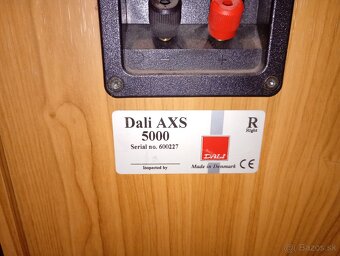 Dali AXS
5000
Serial no. 600227
Inspected by
R
Right
DALI
Made in Denmark
CE
© Bazos.sk